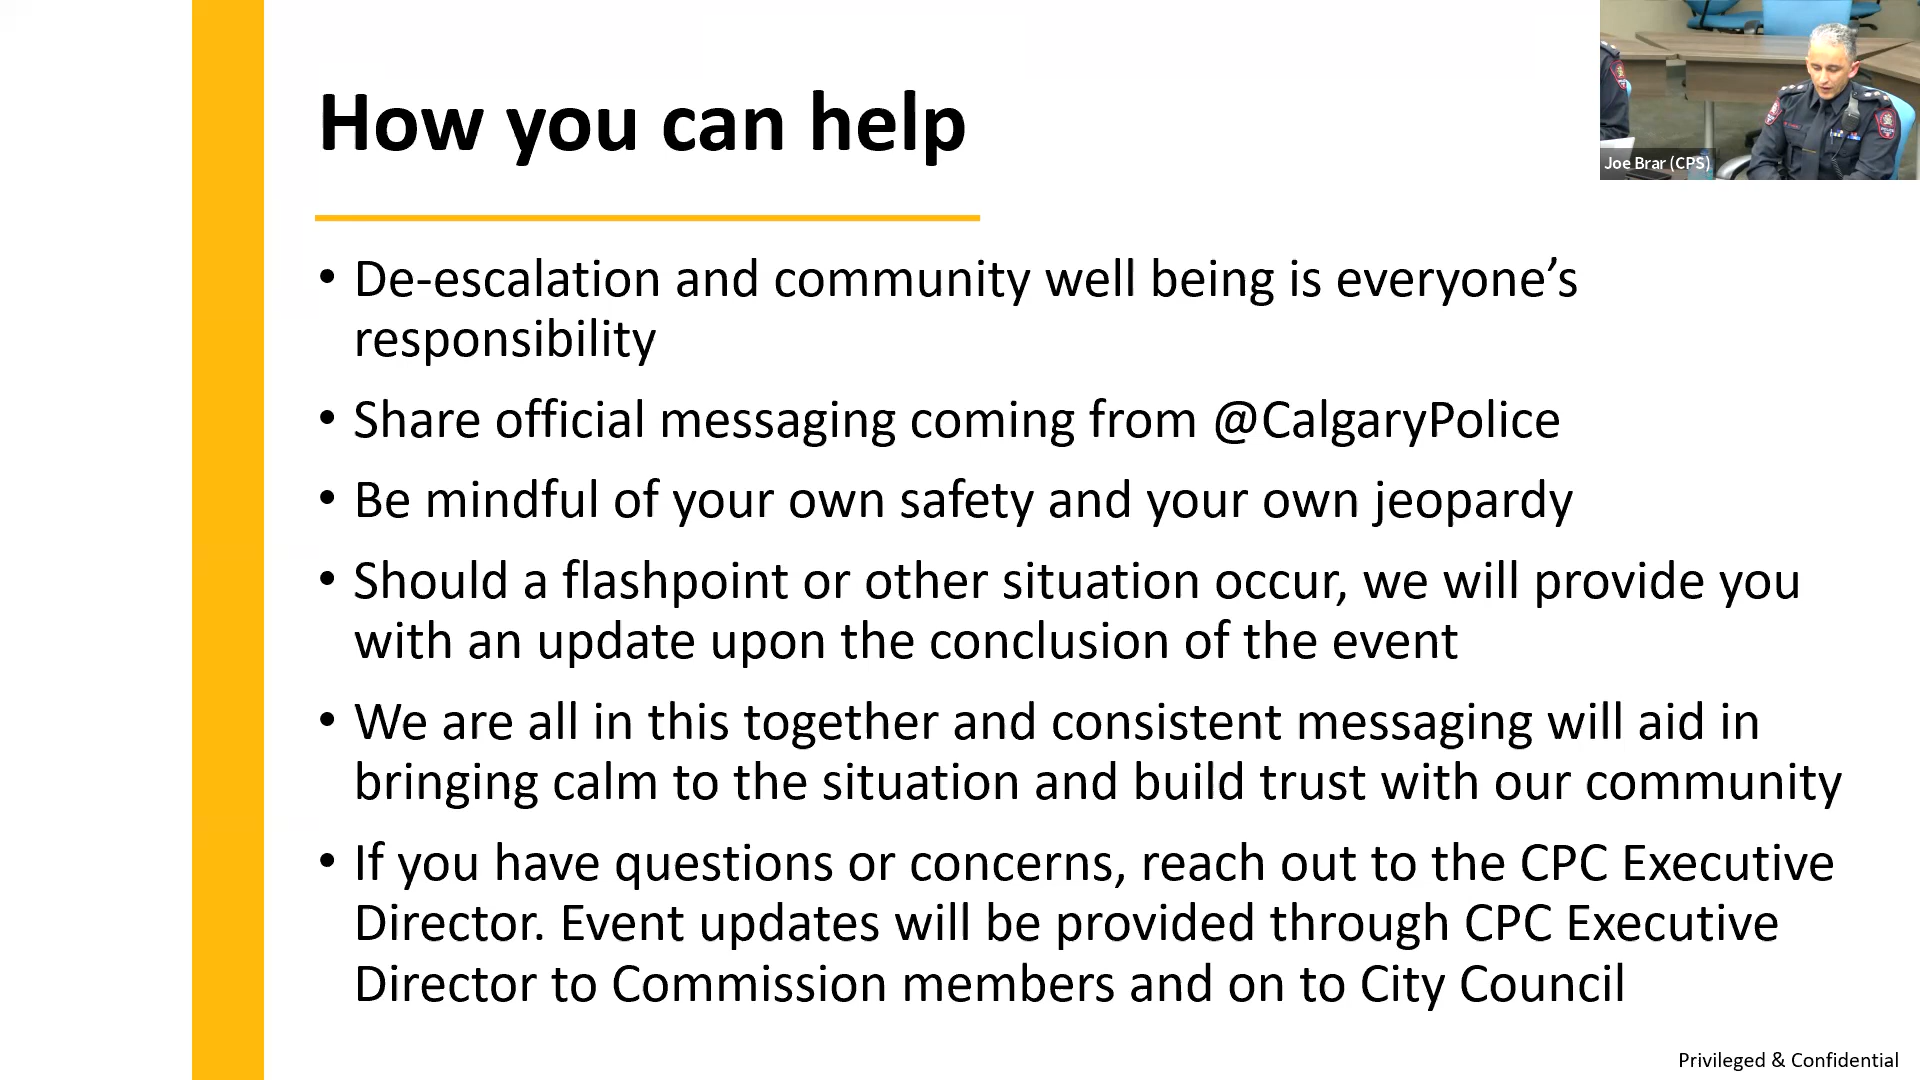 How you can help
Joe Brar (CPS)
• De-escalation and community well being is everyone’s
responsibility
• Share official messaging coming from @CalgaryPolice
• Be mindful of your own safety and your own jeopardy
• Should a flashpoint or other situation occur, we will provide you
with an update upon the conclusion of the event
• We are all in this together and consistent messaging will aid in
bringing calm to the situation and build trust with our community
• If you have questions or concerns, reach out to the CPC Executive
Director. Event updates will be provided through CPC Executive
Director to Commission members and on to City Council
Privileged & Confidential